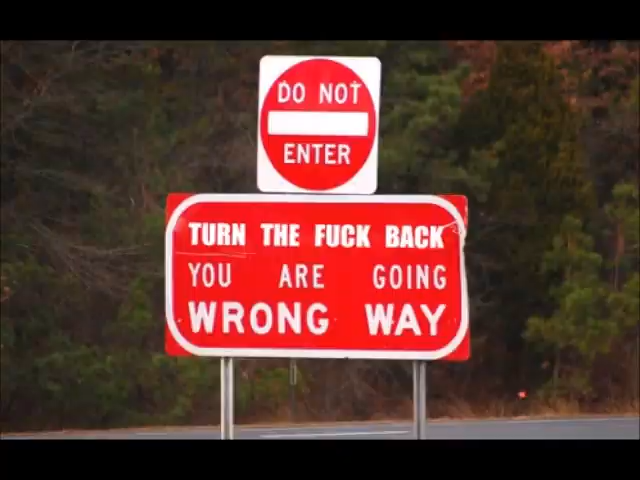 DO NOT
ENTER
TURN THE FUCK BACK
YOU ARE GOING
WRONG WAY